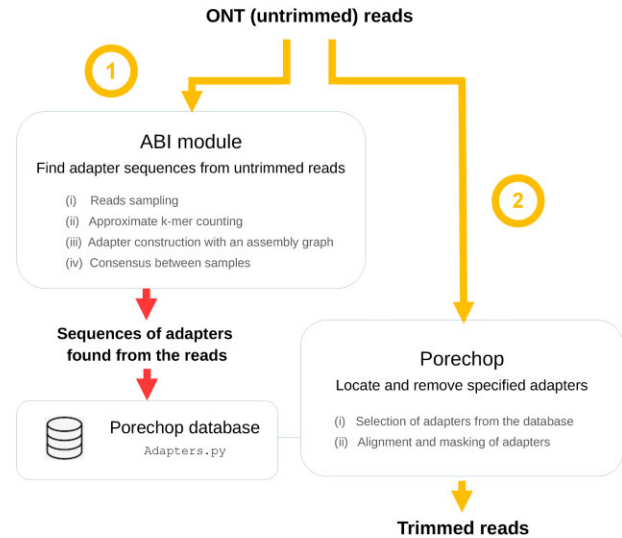 ONT (untrimmed) reads
1
ABI module
Find adapter sequences from untrimmed reads
(i) Reads sampling
(ii) Approximate k-mer counting
(iii) Adapter construction with an assembly graph
(iv) Consensus between samples
2
Sequences of adapters
found from the reads
Porechop
Locate and remove specified adapters
(i) Selection of adapters from the database
(ii) Alignment and masking of adapters
Porechop database
Adapters.py
Trimmed reads